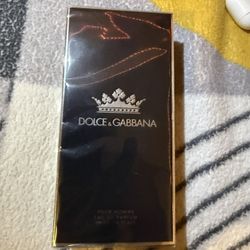 DOLCE & GABBANA
POUR HOMME
EAU DE PARFUM